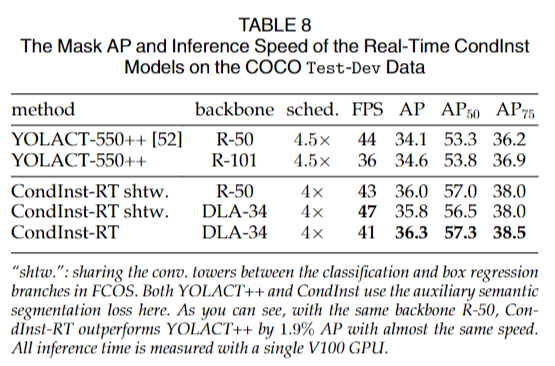 TABLE 8
The Mask AP and Inference Speed of the Real-Time CondInst
Models on the COCO Test-Dev Data
method backbone sched. FPS AP AP50 AP75
YOLACT-550++ [52] R-50 4.5× 44 34.1 53.3 36.2
YOLACT-550++ R-101 4.5× 36 34.6 53.8 36.9
CondInst-RT shtw. R-50 4× 43 36.0 57.0 38.0
CondInst-RT shtw. DLA-34 4× 47 35.8 56.5 38.0
CondInst-RT DLA-34 4× 41 36.3 57.3 38.5
"shtw.": sharing the conv. towers between the classification and box regression
branches in FCOS. Both YOLACT++ and CondInst use the auxiliary semantic
segmentation loss here. As you can see, with the same backbone R-50, Con-
dInst-RT outperforms YOLACT++ by 1.9% AP with almost the same speed.
All inference time is measured with a single V100 GPU.